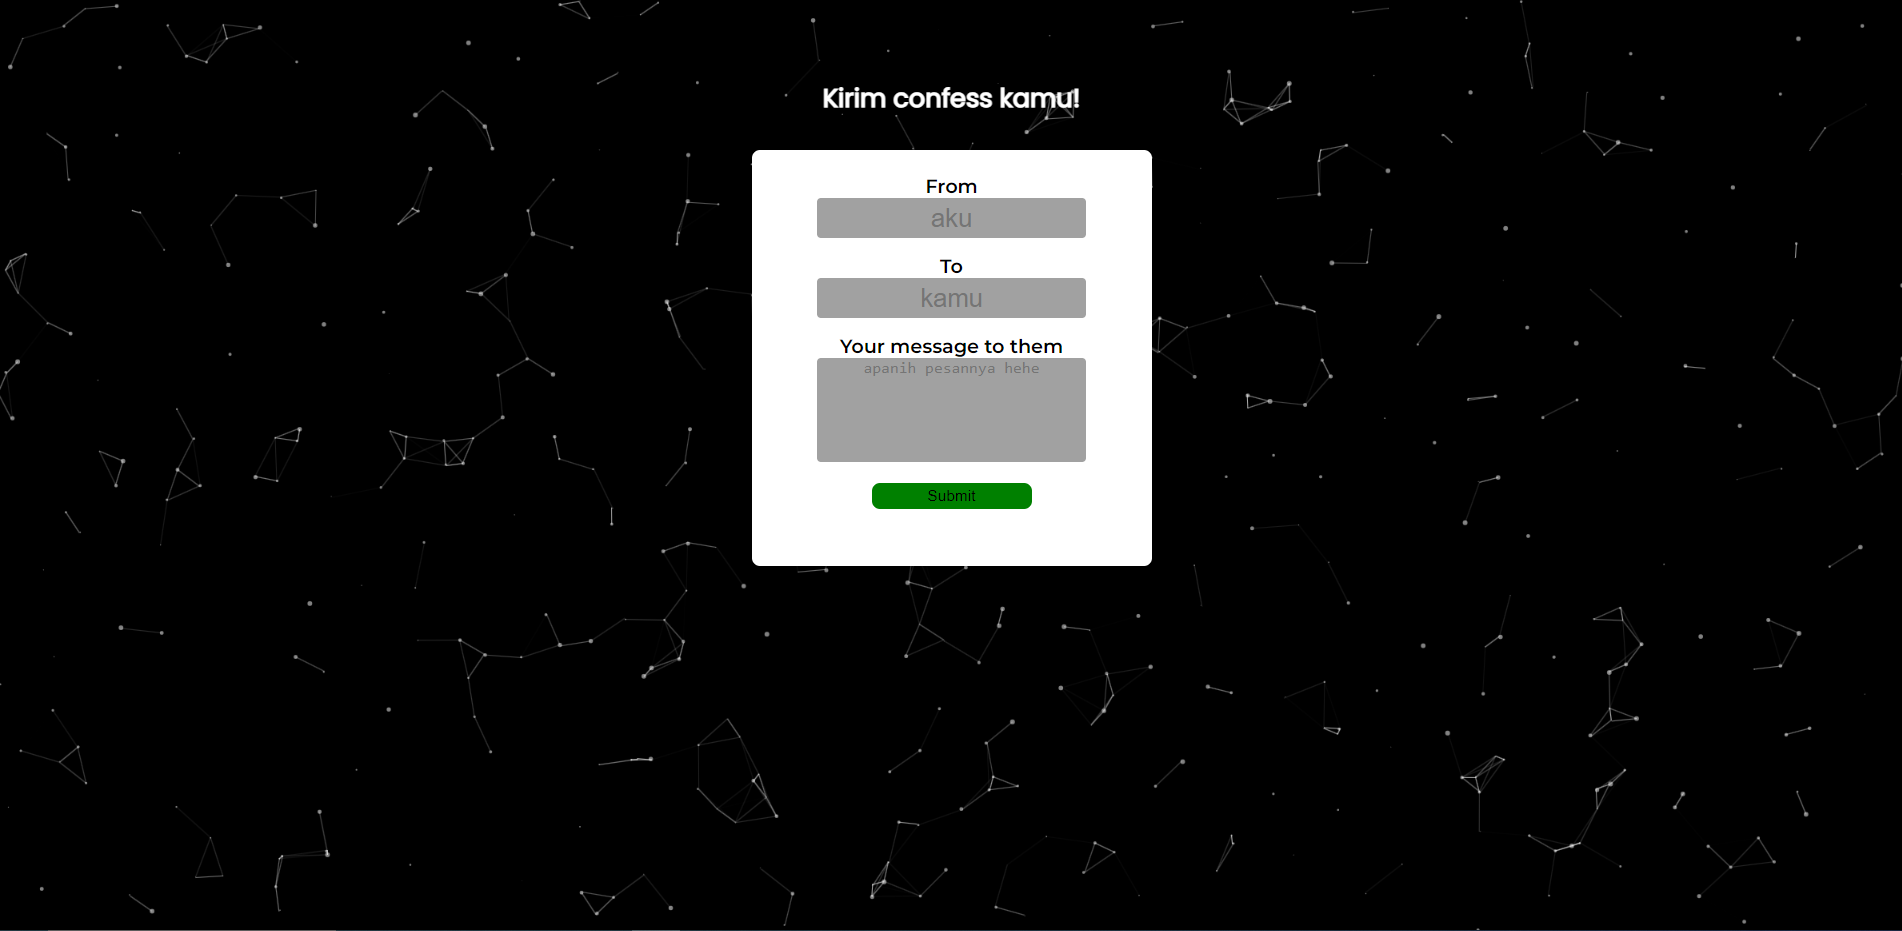 Kirim confess kamu!
From
aku
To
kamu
Your message to them
apanih pesannya hehe
Submit